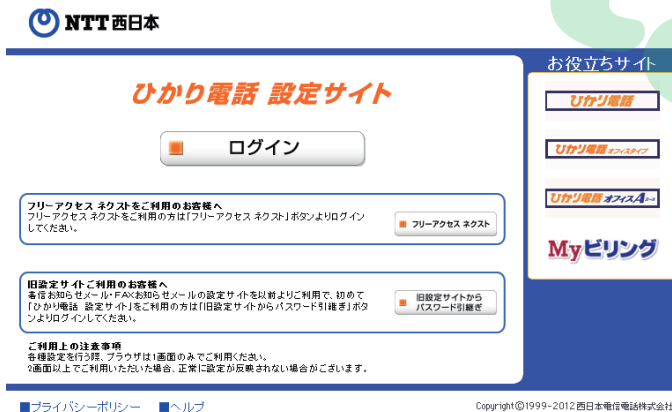 NTT西日本
ひかり電話 設定サイト
ログイン
フリーアクセス ネクストをご利用のお客様へ
フリーアクセス ネクストをご利用の方は「フリーアクセス ネクスト」ボタンよりログイン
してください。
フリーアクセス ネクスト
旧設定サイトご利用のお客様へ
着信お知らせメール・FAXお知らせメールの設定サイトを以前よりご利用で、初めて
「ひかり電話 設定サイト」をご利用の方は「旧設定サイトからパスワード引継ぎ」ボタ
ンよりログインしてください。
旧設定サイトから
パスワード引継ぎ
ご利用上の注意事項
各種設定を行う際、ブラウザは1画面のみでご利用ください。
2画面以上でご利用いただいた場合、正常に設定が反映されない場合がございます。
お役立ちサイト
ひかり電話
ひかり電話 オフィスタイプ
ひかり電話 オフィスA
Myビリング
■プライバシーポリシー ■ヘルプ
Copyright©1999-2012 西日本電信電話株式会社